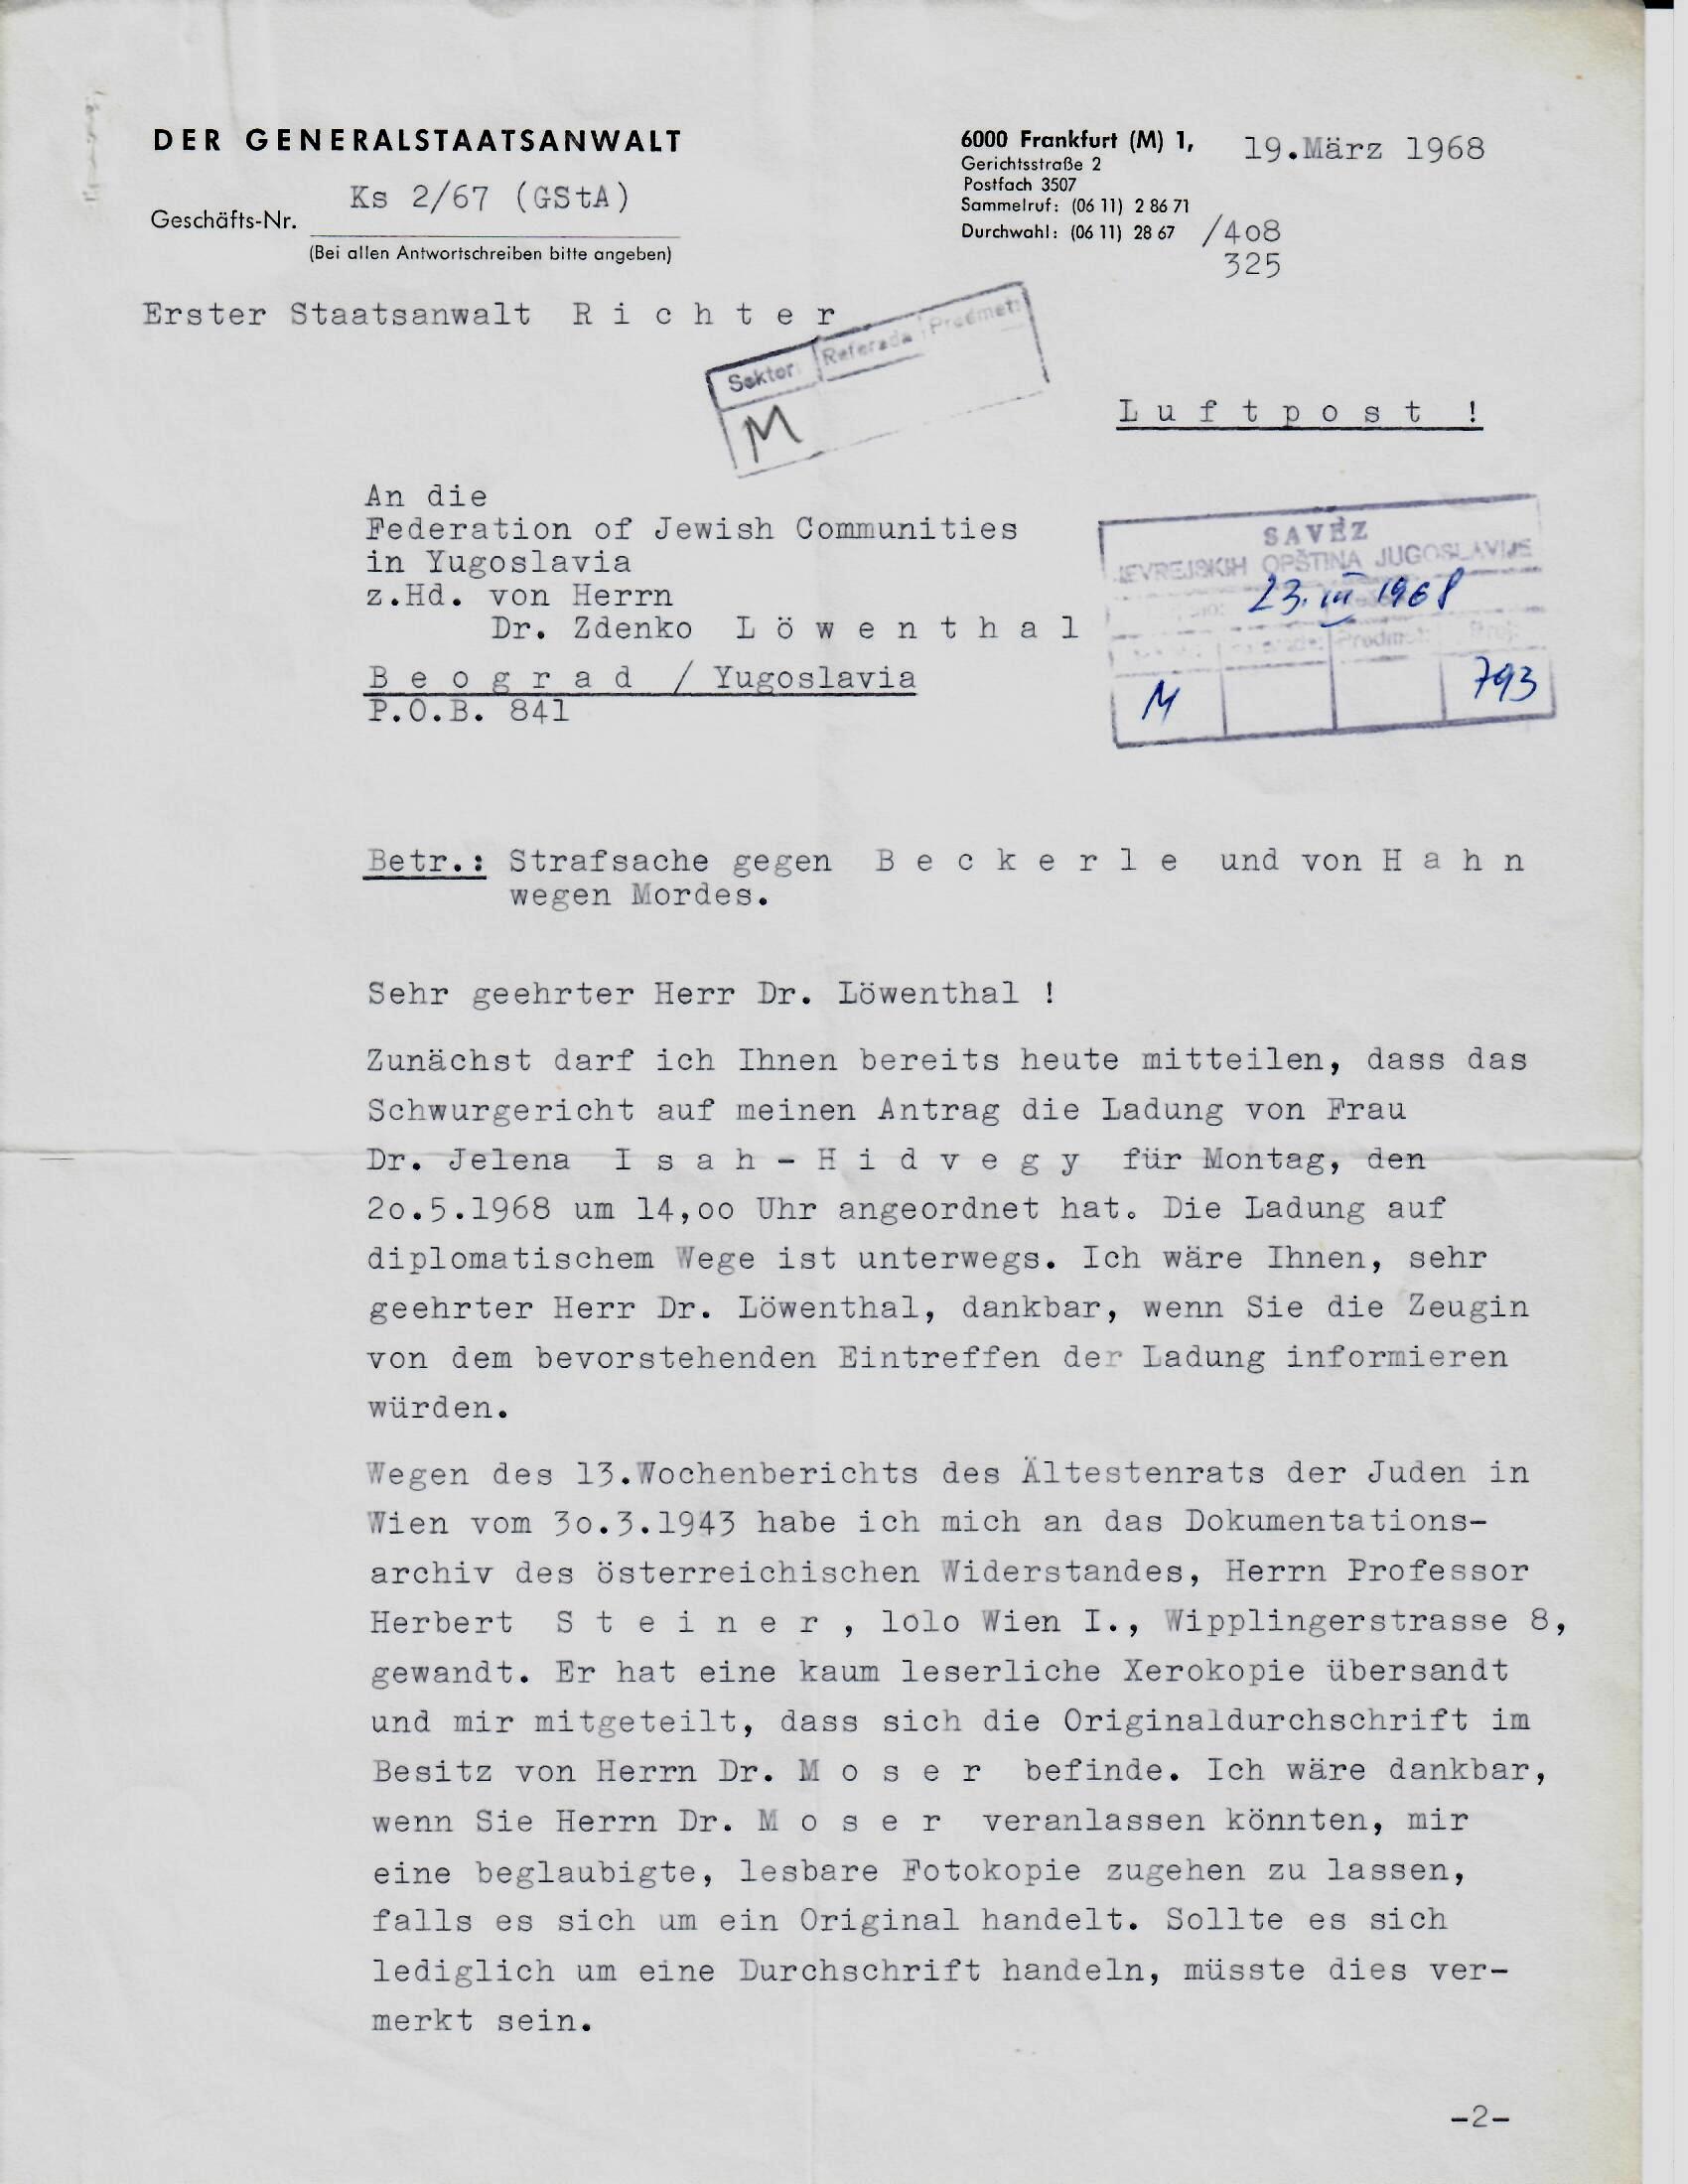 DER GENERALSTAATSANWALT
Ks 2/67 (GStA)
Geschäfts-Nr.
(Bei allen Antwortschreiben bitte angeben)
6000 Frankfurt (M) 1, 19.März 1968
Gerichtsstraße 2
Postfach 3507
Sammelruf: (06 11) 2 86 71
Durchwahl: (06 11) 28 67 /4o8
325
Erster Staatsanwalt R i c h t e r
Sektor: Referada Predmet:
M
L u f t p o s t !
An die
Federation of Jewish Communities
in Yugoslavia
z.Hd. von Herrn
Dr. Zdenko L ö w e n t h a l
B e o g r a d / Yugoslavia
P.O.B. 841
SAVEZ
JEVREJSKIH OPŠTINA JUGOSLAVIJE
23. III 1968
Predmet:
M 793
Betr.: Strafsache gegen B e c k e r l e und von H a h n
wegen Mordes.
Sehr geehrter Herr Dr. Löwenthal !
Zunächst darf ich Ihnen bereits heute mitteilen, dass das
Schwurgericht auf meinen Antrag die Ladung von Frau
Dr. Jelena I s a h - H i d v e g y für Montag, den
2o.5.1968 um 14,oo Uhr angeordnet hat. Die Ladung auf
diplomatischem Wege ist unterwegs. Ich wäre Ihnen, sehr
geehrter Herr Dr. Löwenthal, dankbar, wenn Sie die Zeugin
von dem bevorstehenden Eintreffen der Ladung informieren
würden.
Wegen des 13.Wochenberichts des Ältestenrats der Juden in
Wien vom 3o.3.1943 habe ich mich an das Dokumentations-
archiv des österreichischen Widerstandes, Herrn Professor
Herbert S t e i n e r , lolo Wien I., Wipplingerstrasse 8,
gewandt. Er hat eine kaum leserliche Xerokopie übersandt
und mir mitgeteilt, dass sich die Originaldurchschrift im
Besitz von Herrn Dr. M o s e r befinde. Ich wäre dankbar,
wenn Sie Herrn Dr. M o s e r veranlassen könnten, mir
eine beglaubigte, lesbare Fotokopie zugehen zu lassen,
falls es sich um ein Original handelt. Sollte es sich
lediglich um eine Durchschrift handeln, müsste dies ver-
merkt sein.
-2-